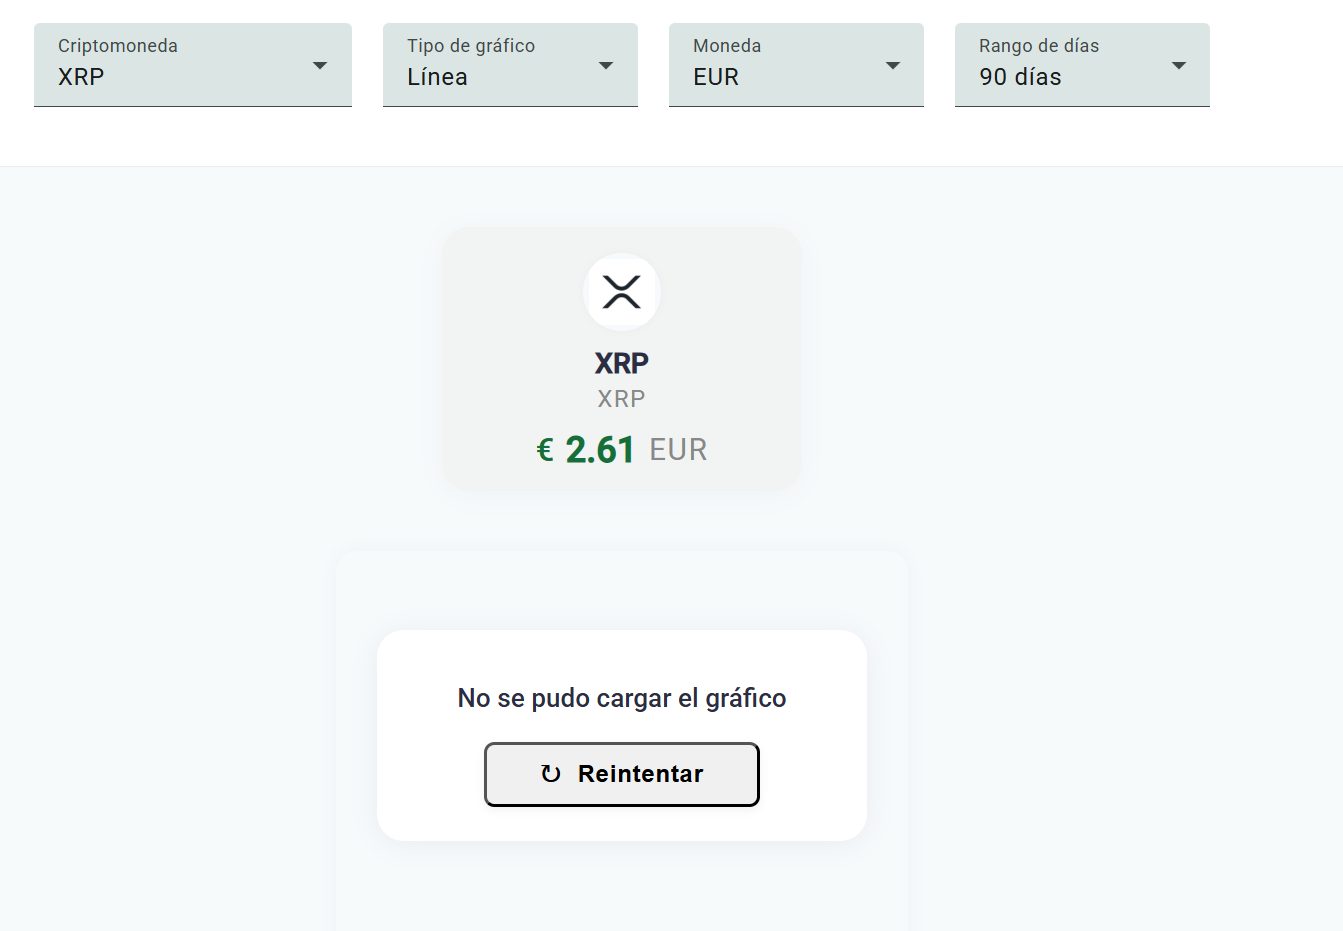 Criptomoneda
XRP
Tipo de gráfico
Línea
Moneda
EUR
Rango de días
90 días
XRP
XRP
€ 2.61 EUR
No se pudo cargar el gráfico
↻ Reintentar